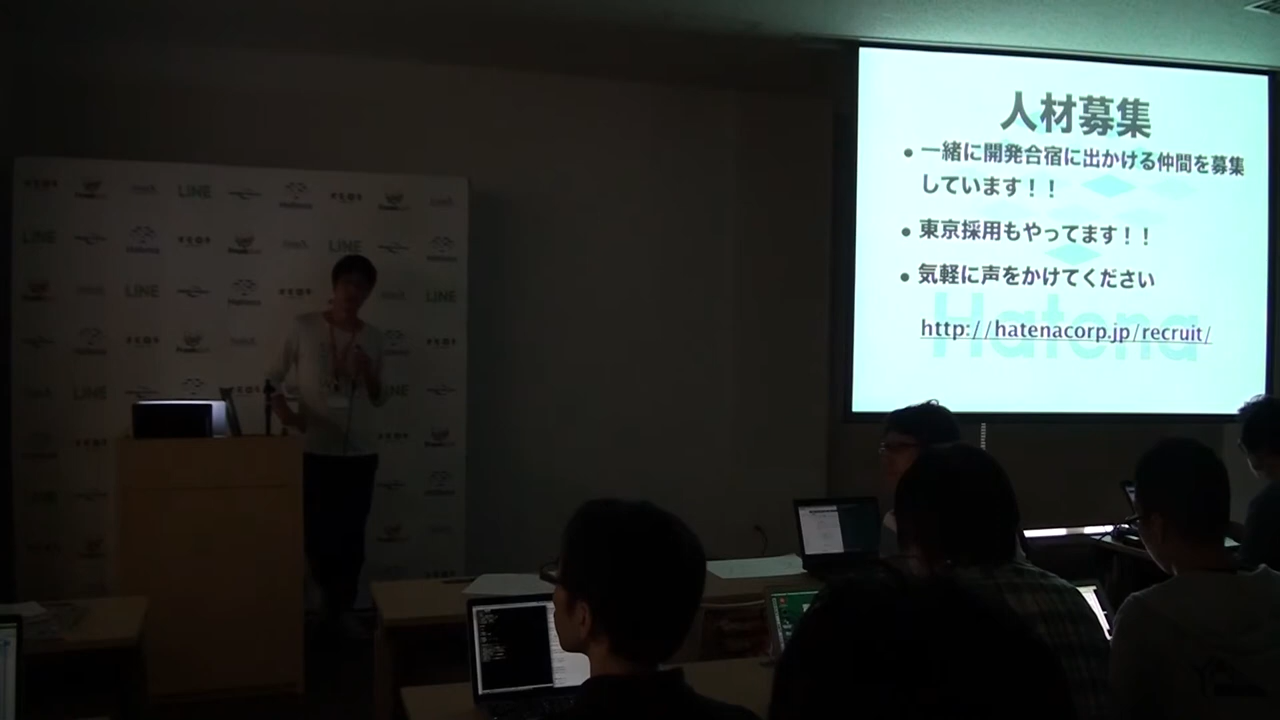 人材募集
• 一緒に開発合宿に出かける仲間を募集
しています！！
• 東京採用もやってます！！
• 気軽に声をかけてください
http://hatenacorp.jp/recruit/
Hatena
LINE
LINE
LINE
LINE
LINE
LINE